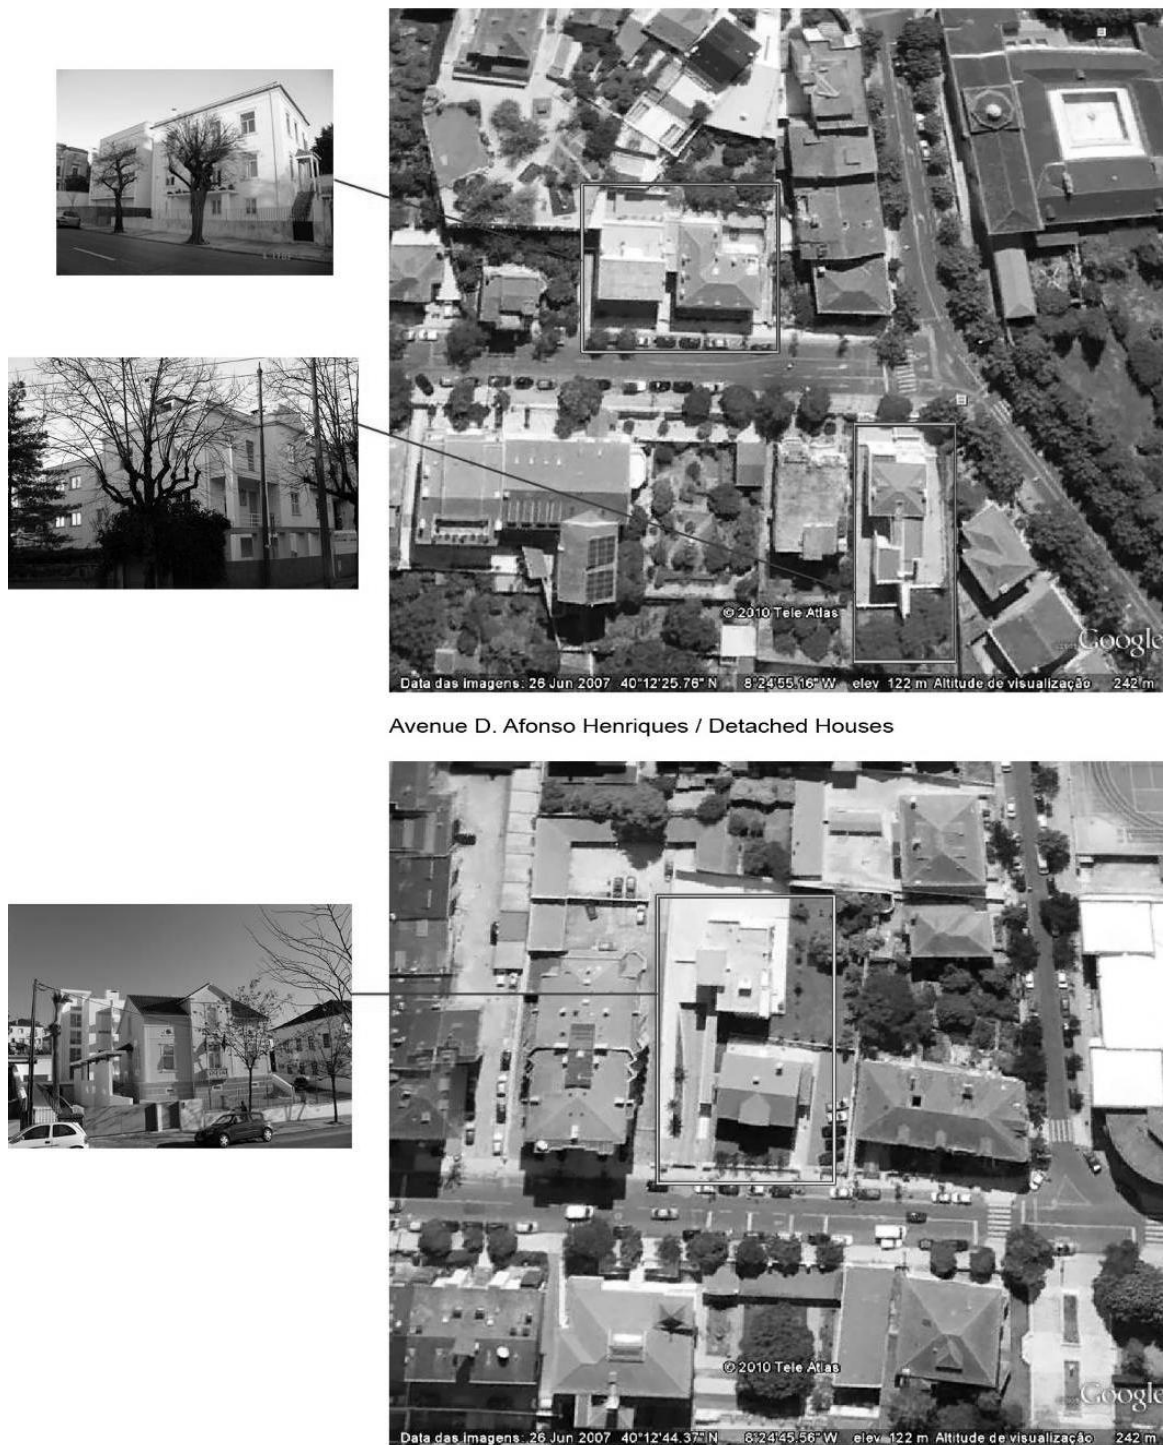 © 2010 Tele Atlas
Google
Data das imagens: 26 Jun 2007 40°12'25.76" N 8°24'55.16" W elev 122 m Altitude de visualização 242 m
Avenue D. Afonso Henriques / Detached Houses
© 2010 Tele Atlas
Google
Data das imagens: 26 Jun 2007 40°12'44.37" N 8°24'45.56" W elev 122 m Altitude de visualização 242 m